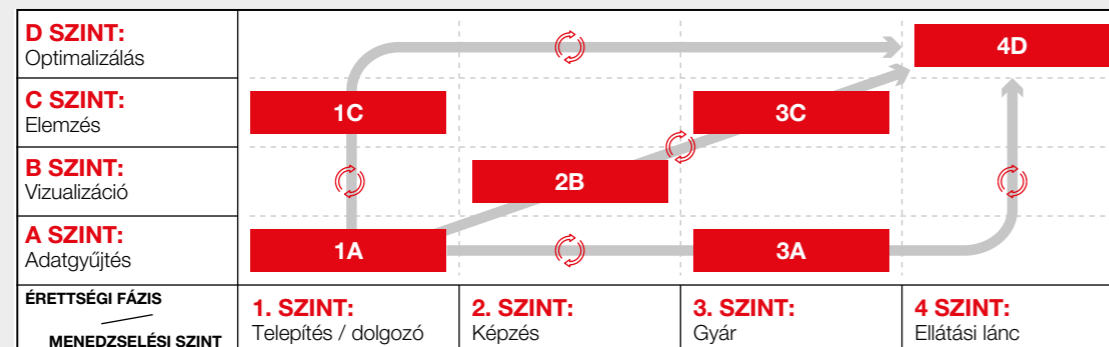 D SZINT:
Optimalizálás
4D
C SZINT:
Elemzés
1C
3C
B SZINT:
Vizualizáció
2B
A SZINT:
Adatgyűjtés
1A
3A
ÉRETTSÉGI FÁZIS
MENEDZSELÉSI SZINT
1. SZINT:
Telepítés / dolgozó
2. SZINT:
Képzés
3. SZINT:
Gyár
4 SZINT:
Ellátási lánc